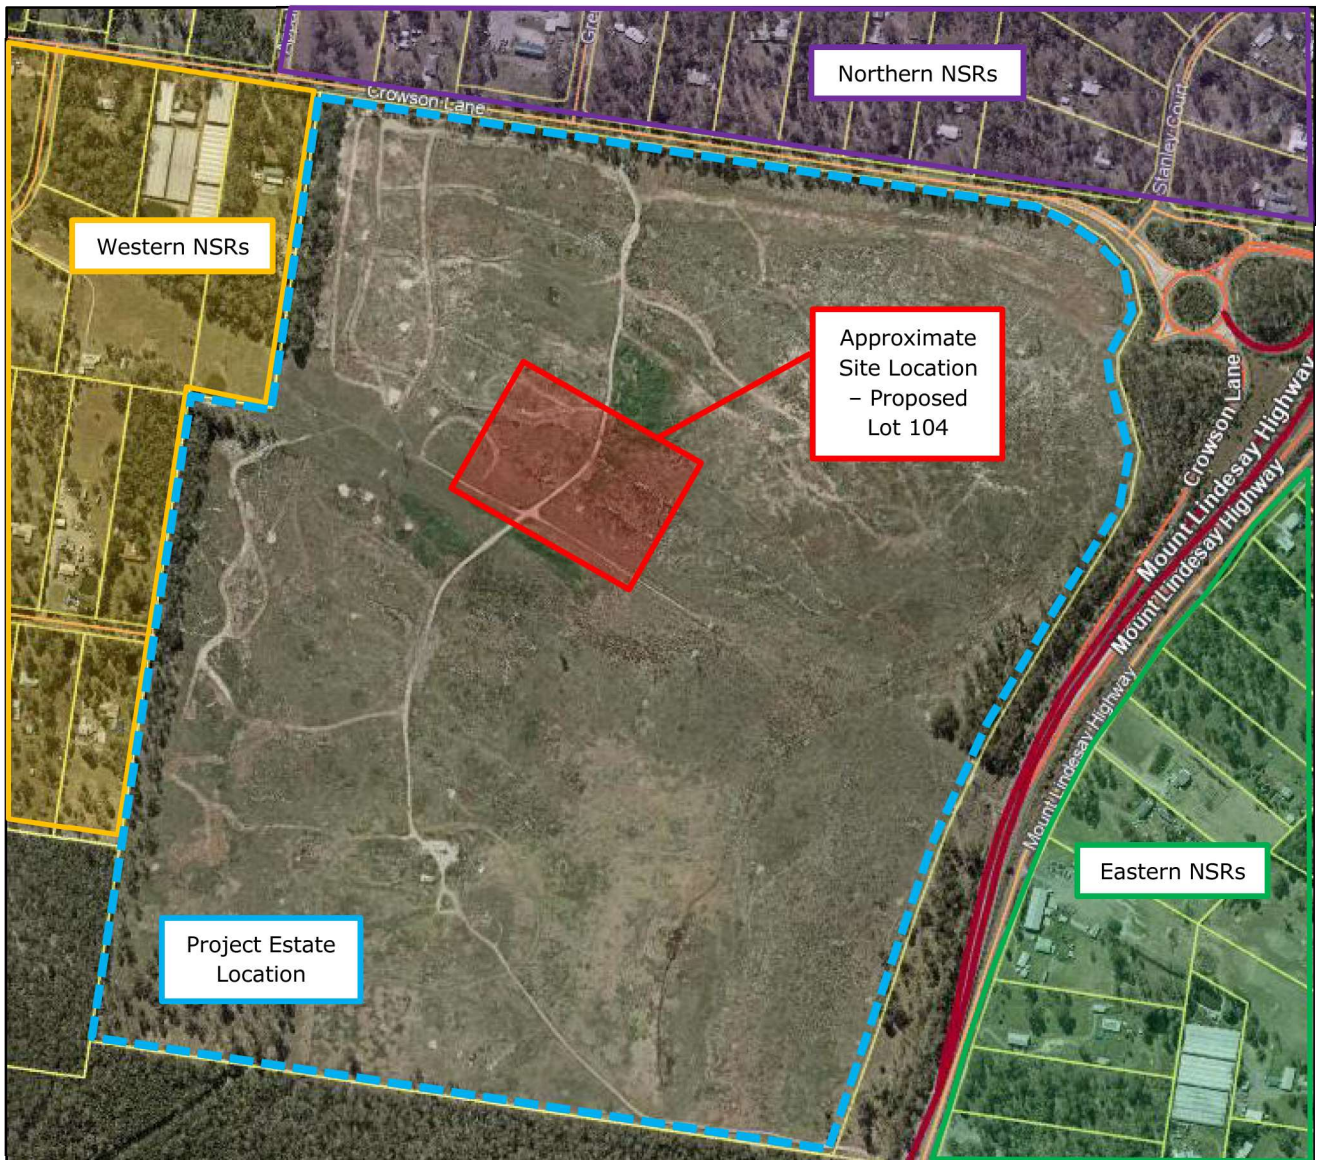 Northern NSRs
Crowson Lane
Stanley Court
Western NSRs
Approximate
Site Location
– Proposed
Lot 104
Crowson Lane
Mount Lindesay Highway
Mount Lindesay Highway
Mount Lindesay Highway
Eastern NSRs
Project Estate
Location